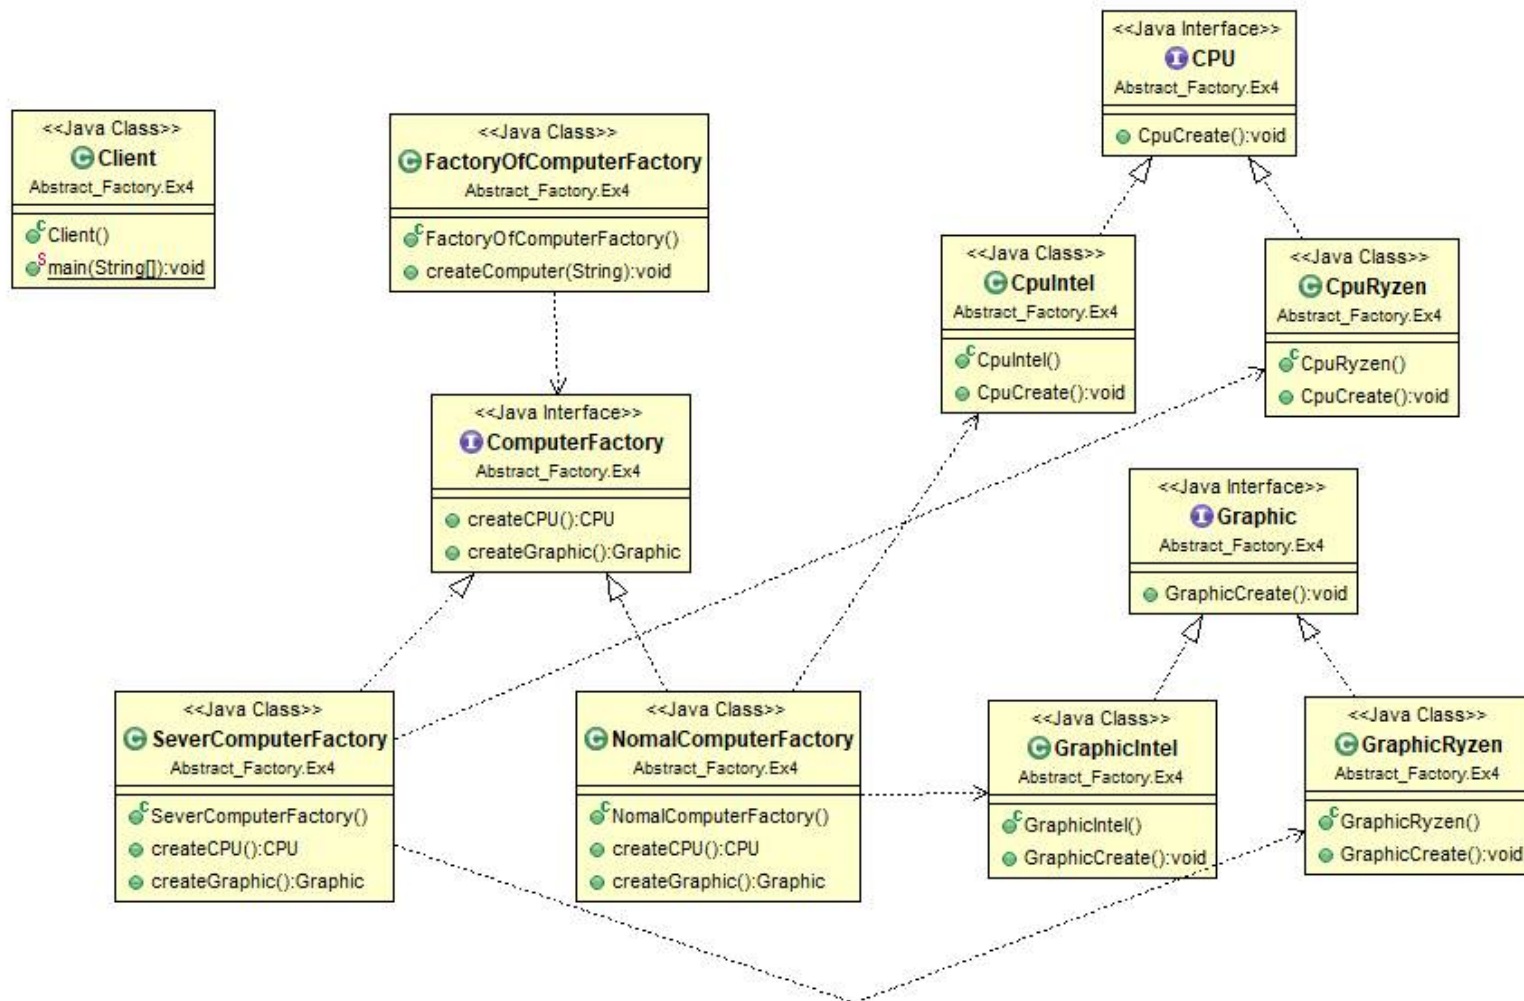 <<Java Class>>
Client
Abstract_Factory.Ex4
Client()
main(String[]):void
<<Java Class>>
FactoryOfComputerFactory
Abstract_Factory.Ex4
FactoryOfComputerFactory()
createComputer(String):void
<<Java Interface>>
CPU
Abstract_Factory.Ex4
CpuCreate():void
<<Java Class>>
CpuIntel
Abstract_Factory.Ex4
CpuIntel()
CpuCreate():void
<<Java Class>>
CpuRyzen
Abstract_Factory.Ex4
CpuRyzen()
CpuCreate():void
<<Java Interface>>
ComputerFactory
Abstract_Factory.Ex4
createCPU():CPU
createGraphic():Graphic
<<Java Interface>>
Graphic
Abstract_Factory.Ex4
GraphicCreate():void
<<Java Class>>
SeverComputerFactory
Abstract_Factory.Ex4
SeverComputerFactory()
createCPU():CPU
createGraphic():Graphic
<<Java Class>>
NomalComputerFactory
Abstract_Factory.Ex4
NomalComputerFactory()
createCPU():CPU
createGraphic():Graphic
<<Java Class>>
GraphicIntel
Abstract_Factory.Ex4
GraphicIntel()
GraphicCreate():void
<<Java Class>>
GraphicRyzen
Abstract_Factory.Ex4
GraphicRyzen()
GraphicCreate():void